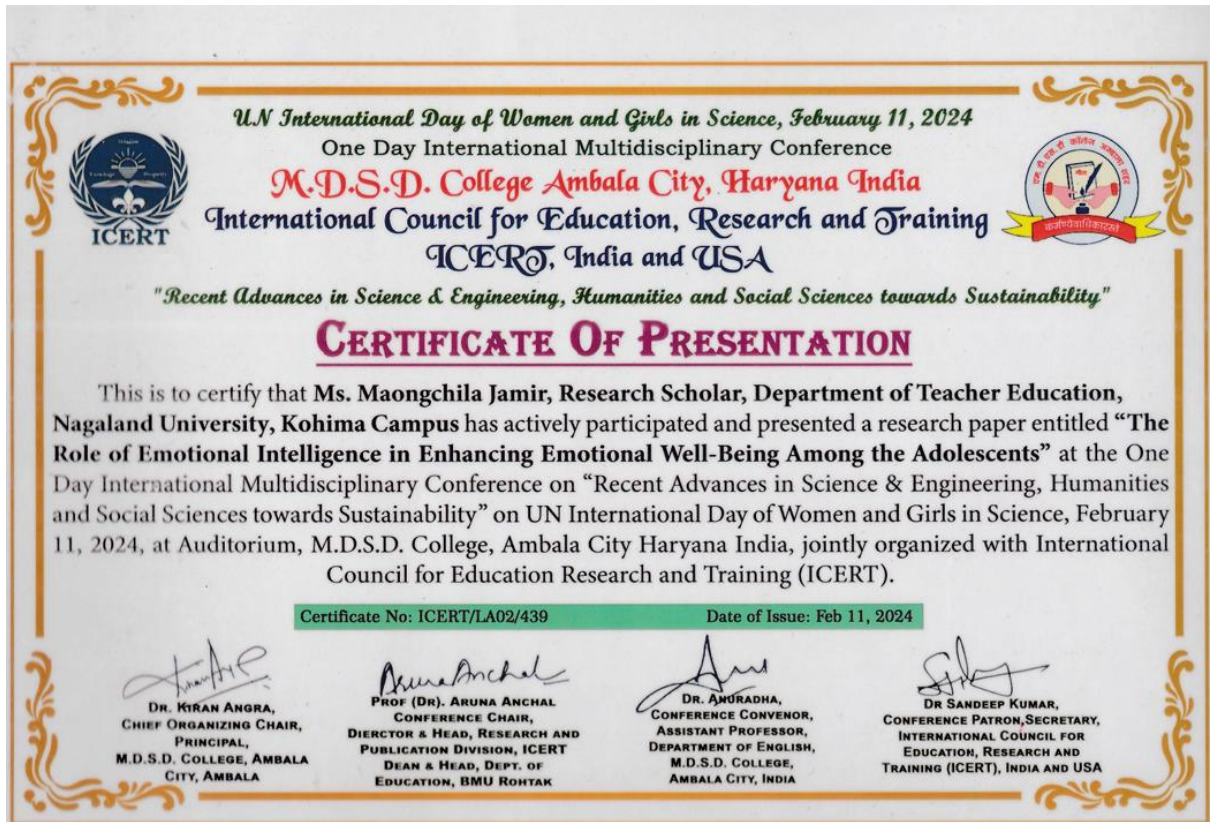 U.N International Day of Women and Girls in Science, February 11, 2024
One Day International Multidisciplinary Conference
M.D.S.D. College Ambala City, Haryana India
International Council for Education, Research and Training
ICERT, India and USA
ICERT
एम.डी.एस.डी. कॉलेज अम्बाला शहर
कर्मण्येवाधिकारस्ते
"Recent Advances in Science & Engineering, Humanities and Social Sciences towards Sustainability"
CERTIFICATE OF PRESENTATION
This is to certify that Ms. Maongchila Jamir, Research Scholar, Department of Teacher Education,
Nagaland University, Kohima Campus has actively participated and presented a research paper entitled “The
Role of Emotional Intelligence in Enhancing Emotional Well-Being Among the Adolescents” at the One
Day International Multidisciplinary Conference on “Recent Advances in Science & Engineering, Humanities
and Social Sciences towards Sustainability” on UN International Day of Women and Girls in Science, February
11, 2024, at Auditorium, M.D.S.D. College, Ambala City Haryana India, jointly organized with International
Council for Education Research and Training (ICERT).
Certificate No: ICERT/LA02/439 Date of Issue: Feb 11, 2024
Aruna Anchal
DR. KIRAN ANGRA,
CHIEF ORGANIZING CHAIR,
PRINCIPAL,
M.D.S.D. COLLEGE, AMBALA
CITY, AMBALA
PROF (DR). ARUNA ANCHAL
CONFERENCE CHAIR,
DIERCTOR & HEAD, RESEARCH AND
PUBLICATION DIVISION, ICERT
DEAN & HEAD, DEPT. OF
EDUCATION, BMU ROHTAK
DR. ANURADHA,
CONFERENCE CONVENOR,
ASSISTANT PROFESSOR,
DEPARTMENT OF ENGLISH,
M.D.S.D. COLLEGE,
AMBALA CITY, INDIA
DR SANDEEP KUMAR,
CONFERENCE PATRON,SECRETARY,
INTERNATIONAL COUNCIL FOR
EDUCATION, RESEARCH AND
TRAINING (ICERT), INDIA AND USA